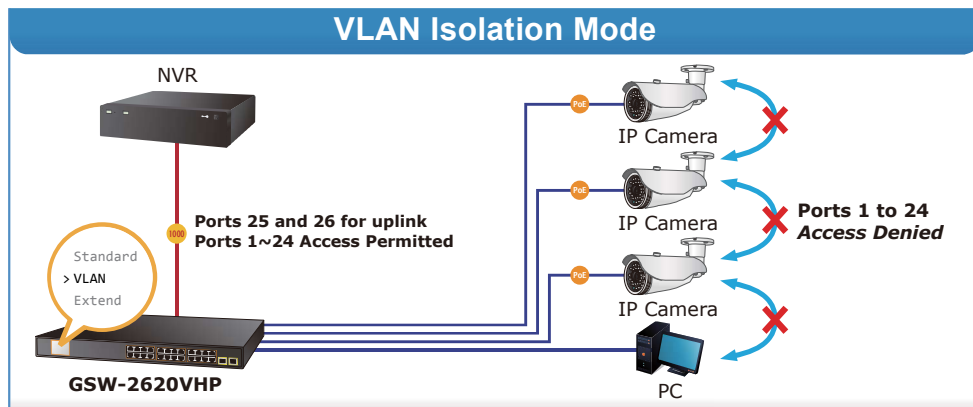 VLAN Isolation Mode
NVR
PoE
IP Camera
Ports 25 and 26 for uplink
Ports 1~24 Access Permitted
1000
PoE
IP Camera
Ports 1 to 24
Access Denied
Standard
> VLAN
Extend
PoE
IP Camera
GSW-2620VHP
PC